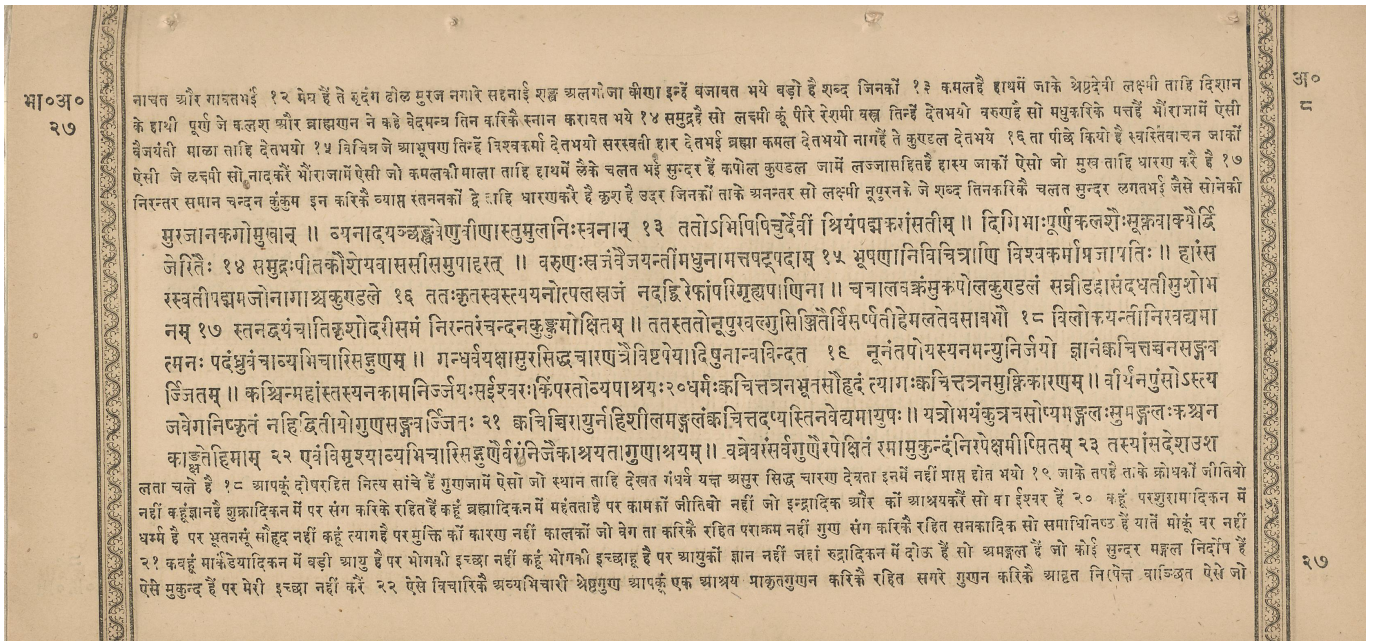 भा०अ०
२७
अ०
८
नाचत और गावतभई १२ मेघ हैं ते मृदंग ढोल मुरज नगारे सहनाई शङ्ख अलगोजा वीणा इन्हें बजावत भये बड़ो है शब्द जिनकों १३ कमलहै हाथमें जाके श्रेष्ठदेवी लक्ष्मी ताहि दिशान
के हाथी पूर्ण जे कलश और ब्राह्मणन ने कहे वेदमन्त्र तिन करिकै स्नान करावत भये १४ समुद्रहै सो लक्ष्मी कूं पीरे रेशमी वस्त्र तिन्हें देतभयो वरुणहै सो मधुकरिके मत्तहैं भौंराजामें ऐसी
वैजयंती माळा ताहि देतभयो १५ विचित्रजे आभूषण तिन्हें विश्वकर्मा देतभयो सरस्वती हार देतभई ब्रह्मा कमल देतभयो नागहैं ते कुण्डल देतभये १६ ता पीछे कियो है स्वस्तिवाचन जाकों
ऐसी जे लक्ष्मी सो नादकरैं भौंराजामें ऐसी जो कमलकीमाला ताहि हाथमें लैके चलत भई सुन्दर हैं कपोल कुण्डल जामें लज्जासहितहै हास्य जाकों ऐसो जो मुख ताहि धारण करै है १७
निरन्तर समान चन्दन कुंकुम इन करिकै व्याप्त स्तननकों द्वै ताहि धारणकरै है कृश है उदर जिनकों ताके अनन्तर सो लक्ष्मी नूपुरनके जे शब्द तिनकरिकै चलत सुन्दर लगतभई जैसे सोनेकी
मुरजानकगोमुखान् ॥ व्यनादयञ्छङ्खवेणुवीणास्तुमुलनिःस्वनान् १३ ततोऽभिषिषिचुर्देवीं श्रियंपद्मकरांसतीम् ॥ दिगिभाःपूर्णकलशैःसूक्तवाक्यैर्द्वि
जेरितैः १४ समुद्रःपीतकौशेयवाससीसमुपाहरत् ॥ वरुणःस्रजंवैजयन्तींमधुनामत्तषट्पदाम् १५ भूषणानिविचित्राणि विश्वकर्माप्रजापतिः ॥ हारंस
रस्वतीपद्ममजोनागाश्चकुण्डले १६ ततःकृतस्वस्त्ययनोत्पलस्रजं नदद्द्विरेफांपरिगृह्यपाणिना ॥ चचालवक्त्रंसुकपोलकुण्डलं सव्रीडहासंदधतीसुशोभ
नम् १७ स्तनद्वयंचातिकृशोदरीसमं निरन्तरंचन्दनकुङ्कुमोक्षितम् ॥ ततस्ततोनूपुरवल्गुसिञ्जितैर्विसर्प्पतीहेमलतेवसाबभौ १८ विलोकयन्तीनिरवद्यमा
त्मनः पदंध्रुवंचाव्यभिचारिसद्गुणम् ॥ गन्धर्वयक्षासुरसिद्धचारणत्रैविष्टपेयादिषुनान्वविन्दत १९ नूनंतपोयस्यनमन्युनिर्जयो ज्ञानंक्वचित्तच्चनसङ्गव
र्ज्जितम् ॥ कश्चिन्महांस्तस्यनकामनिर्ज्जयःसईश्वरःकिंपरतोव्यपाश्रयः२०धर्मःक्वचित्तत्रनभूतसौहृदं त्यागःक्वचित्तत्रनमुक्तिकारणम् ॥ वीर्यंनपुंसोऽस्त्य
जवेगनिष्कृतं नहिद्वितीयोगुणसङ्गवर्ज्जितः २१ क्वचिच्चिरायुर्नहिशीलमङ्गलंक्वचित्तदप्यस्तिनवेद्यमायुषः ॥ यत्रोभयंकुत्रचसोप्यमङ्गलःसुमङ्गलःकश्चन
काङ्क्षतेहिमाम् २२ एवंविमृश्याव्यभिचारिसद्गुणैर्वरंनिजैकाश्रयतागुणाश्रयम् ॥ वव्रेवरंसर्वगुणैरपेक्षितं रमामुकुन्दंनिरपेक्षमीप्सितम् २३ तस्यांसदेशउश
लता चले है १८ आपकूं दोषरहित नित्य सांचे हैं गुणजामें ऐसो जो स्थान ताहि देखत गंधर्व यक्ष असुर सिद्ध चारण देवता इनमें नहीं प्राप्त होत भयो १९ जाके तपहै ताके क्रोधकों जीतिबो
नहीं कहूंज्ञानहै शुक्रादिकन में पर संग करिकै रहित हैं कहूं ब्रह्मादिकन में महंतताहै पर कामकों जीतिबो नहीं जो इन्द्रादिक और कों आश्रयकरैं सो वा ईश्वर हैं २० कहूं परशुरामादिकन में
धर्म्म है पर भूतनसूं सौहृद नहीं कहूं त्यागहै पर मुक्ति कों कारण नहीं कालकों जो वेग ता करिकै रहित पराक्रम नहीं गुण संग करिकै रहित सनकादिक सो समाधिनिष्ठ हैं यातें मोकूं वर नहीं
२१ कबहूं मार्कंडेयादिकन में बड़ी आयु है पर भोगकी इच्छा नहीं कहूं भोगकी इच्छाहू है पर आयुकों ज्ञान नहीं जहां रुद्रादिकन में दोऊ हैं सो अमङ्गल हैं जो कोई सुन्दर मङ्गल निर्दोष हैं
ऐसे मुकुन्द हैं पर मेरी इच्छा नहीं करैं २२ ऐसे विचारिकै अव्यभिचारी श्रेष्ठगुण आपकूं एक आश्रय प्राकृतगुणन करिकै रहित सगरे गुणन करिकै आवृत निरपेक्ष वाञ्छित ऐसे जो
२७